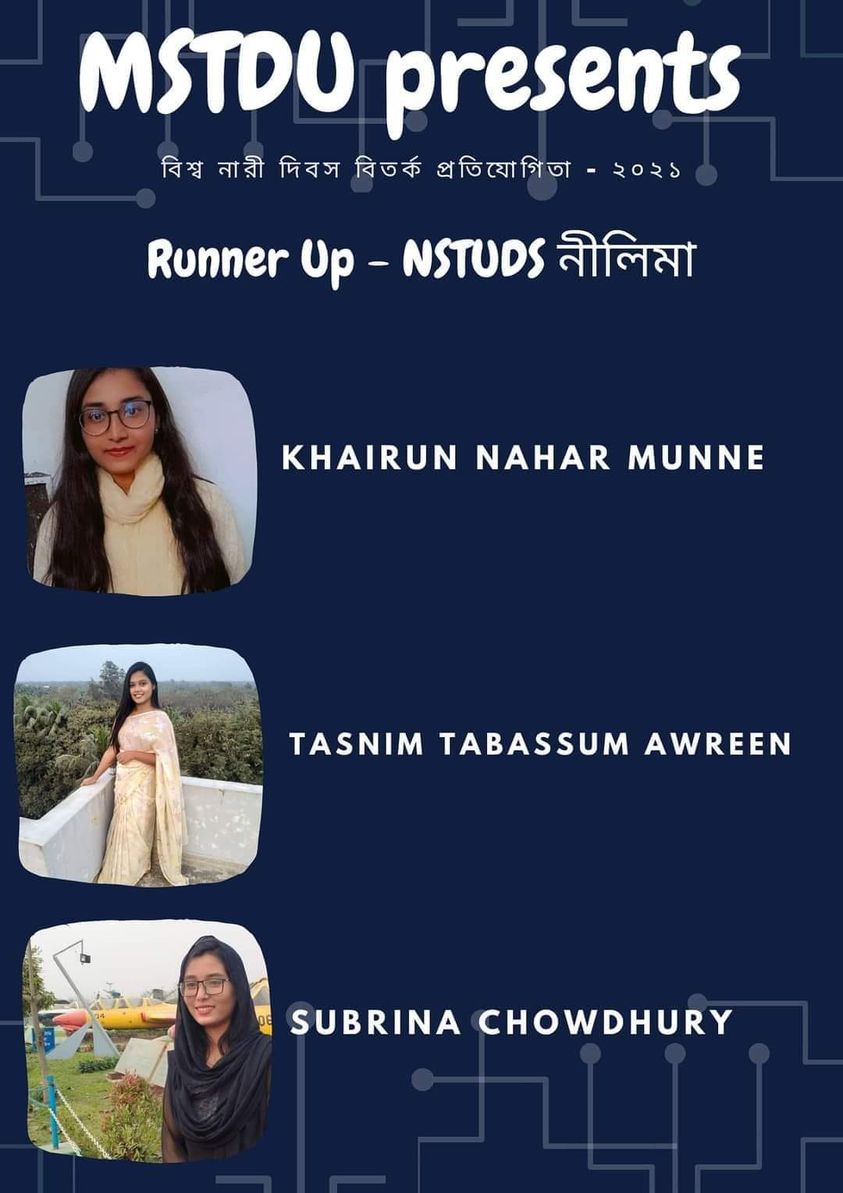 MSTDU presents
বিশ্ব নারী দিবস বিতর্ক প্রতিযোগিতা - ২০২১
Runner Up - NSTUDS নীলিমা
KHAIRUN NAHAR MUNNE
TASNIM TABASSUM AWREEN
SUBRINA CHOWDHURY